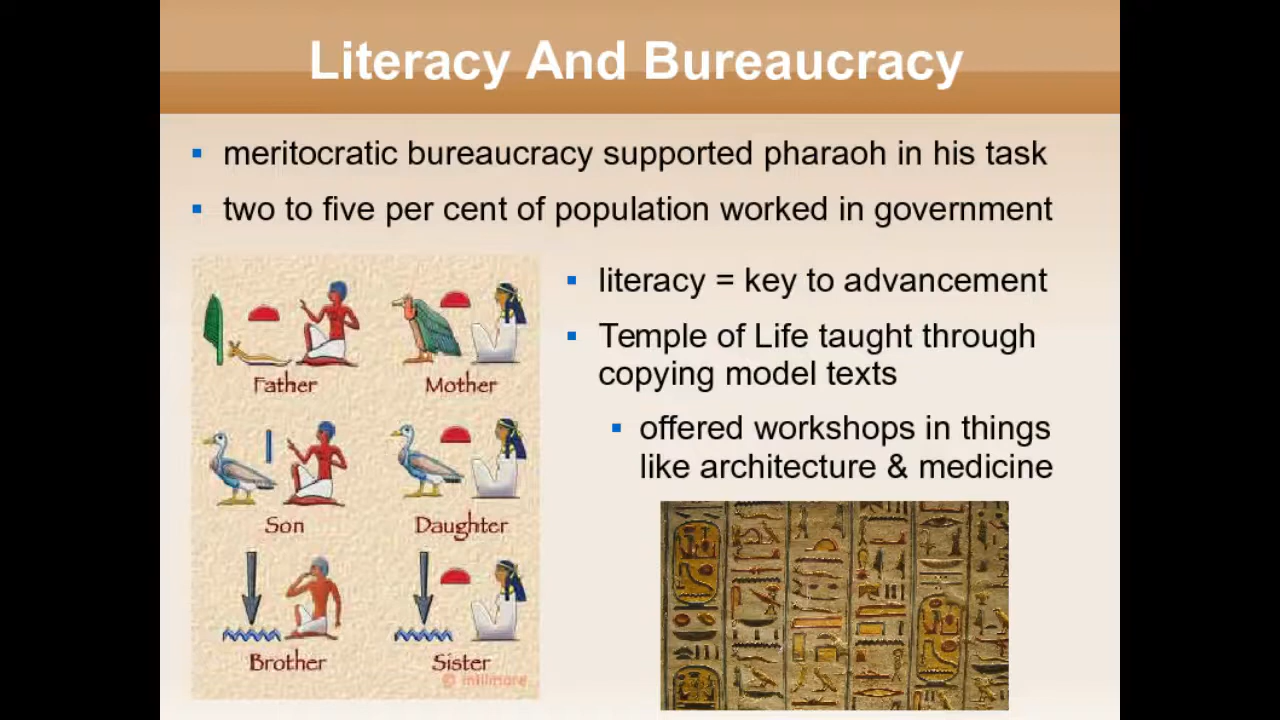 Literacy And Bureaucracy
▪ meritocratic bureaucracy supported pharaoh in his task
▪ two to five per cent of population worked in government
▪ literacy = key to advancement
▪ Temple of Life taught through
copying model texts
▪ offered workshops in things
like architecture & medicine
Father Mother
Son Daughter
Brother Sister
© millmore